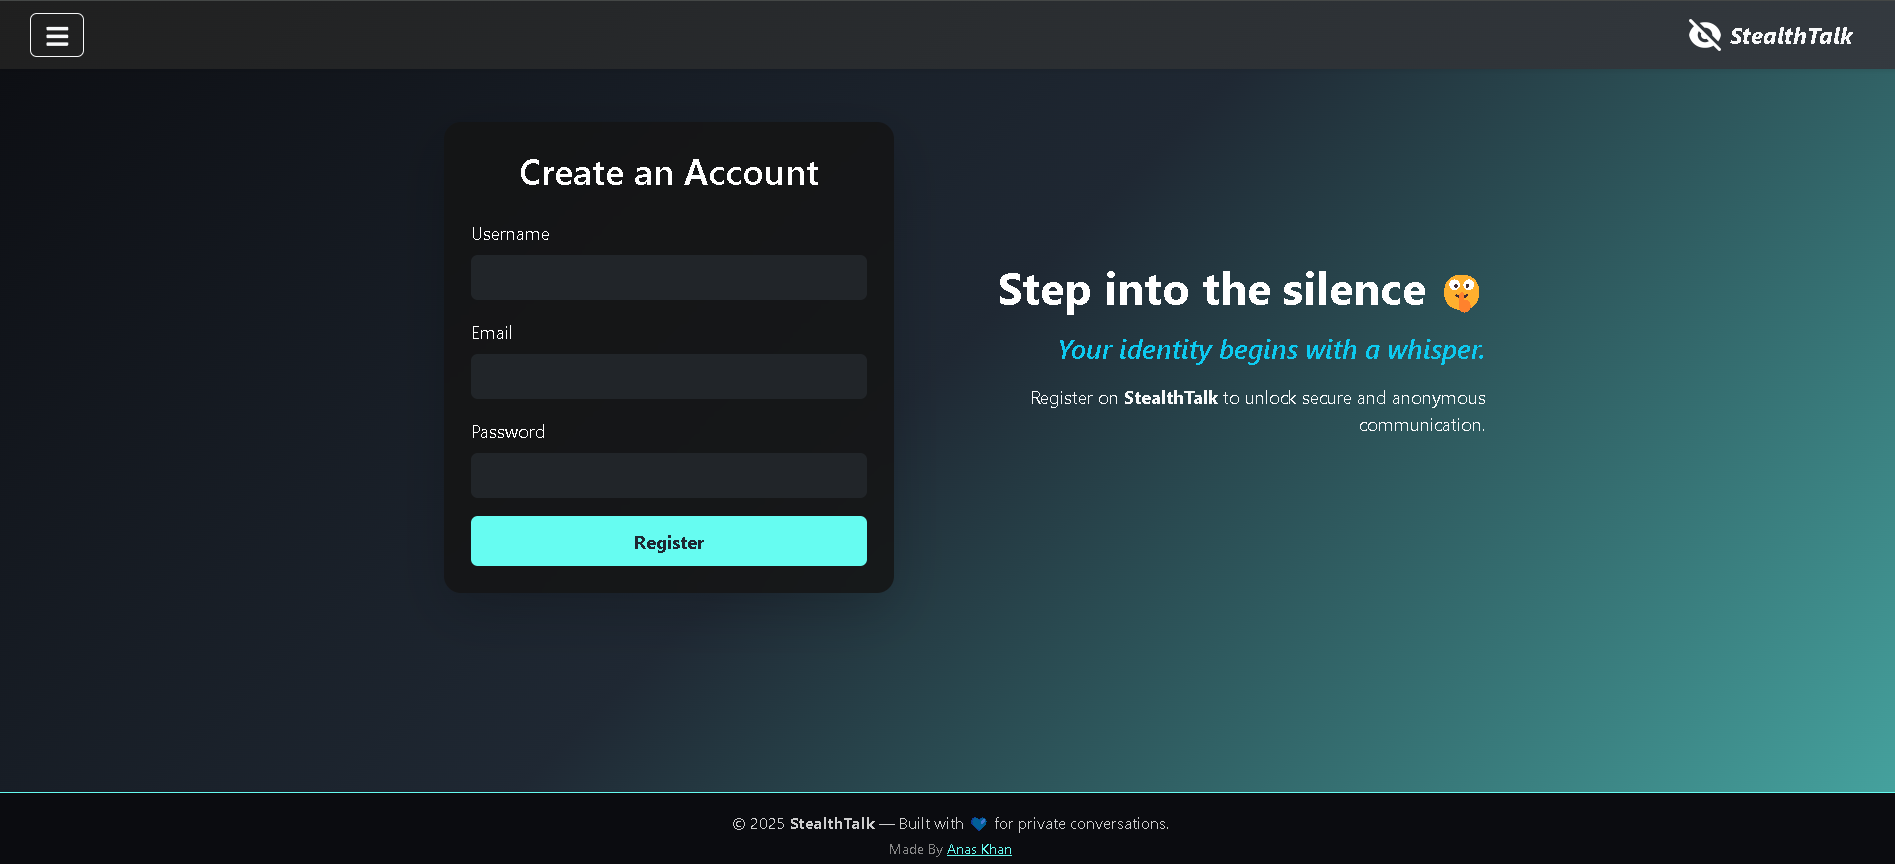 StealthTalk
Create an Account
Username
Email
Password
Register
Step into the silence 🤫
Your identity begins with a whisper.
Register on StealthTalk to unlock secure and anonymous
communication.
© 2025 StealthTalk — Built with 💙 for private conversations.
Made By Anas Khan